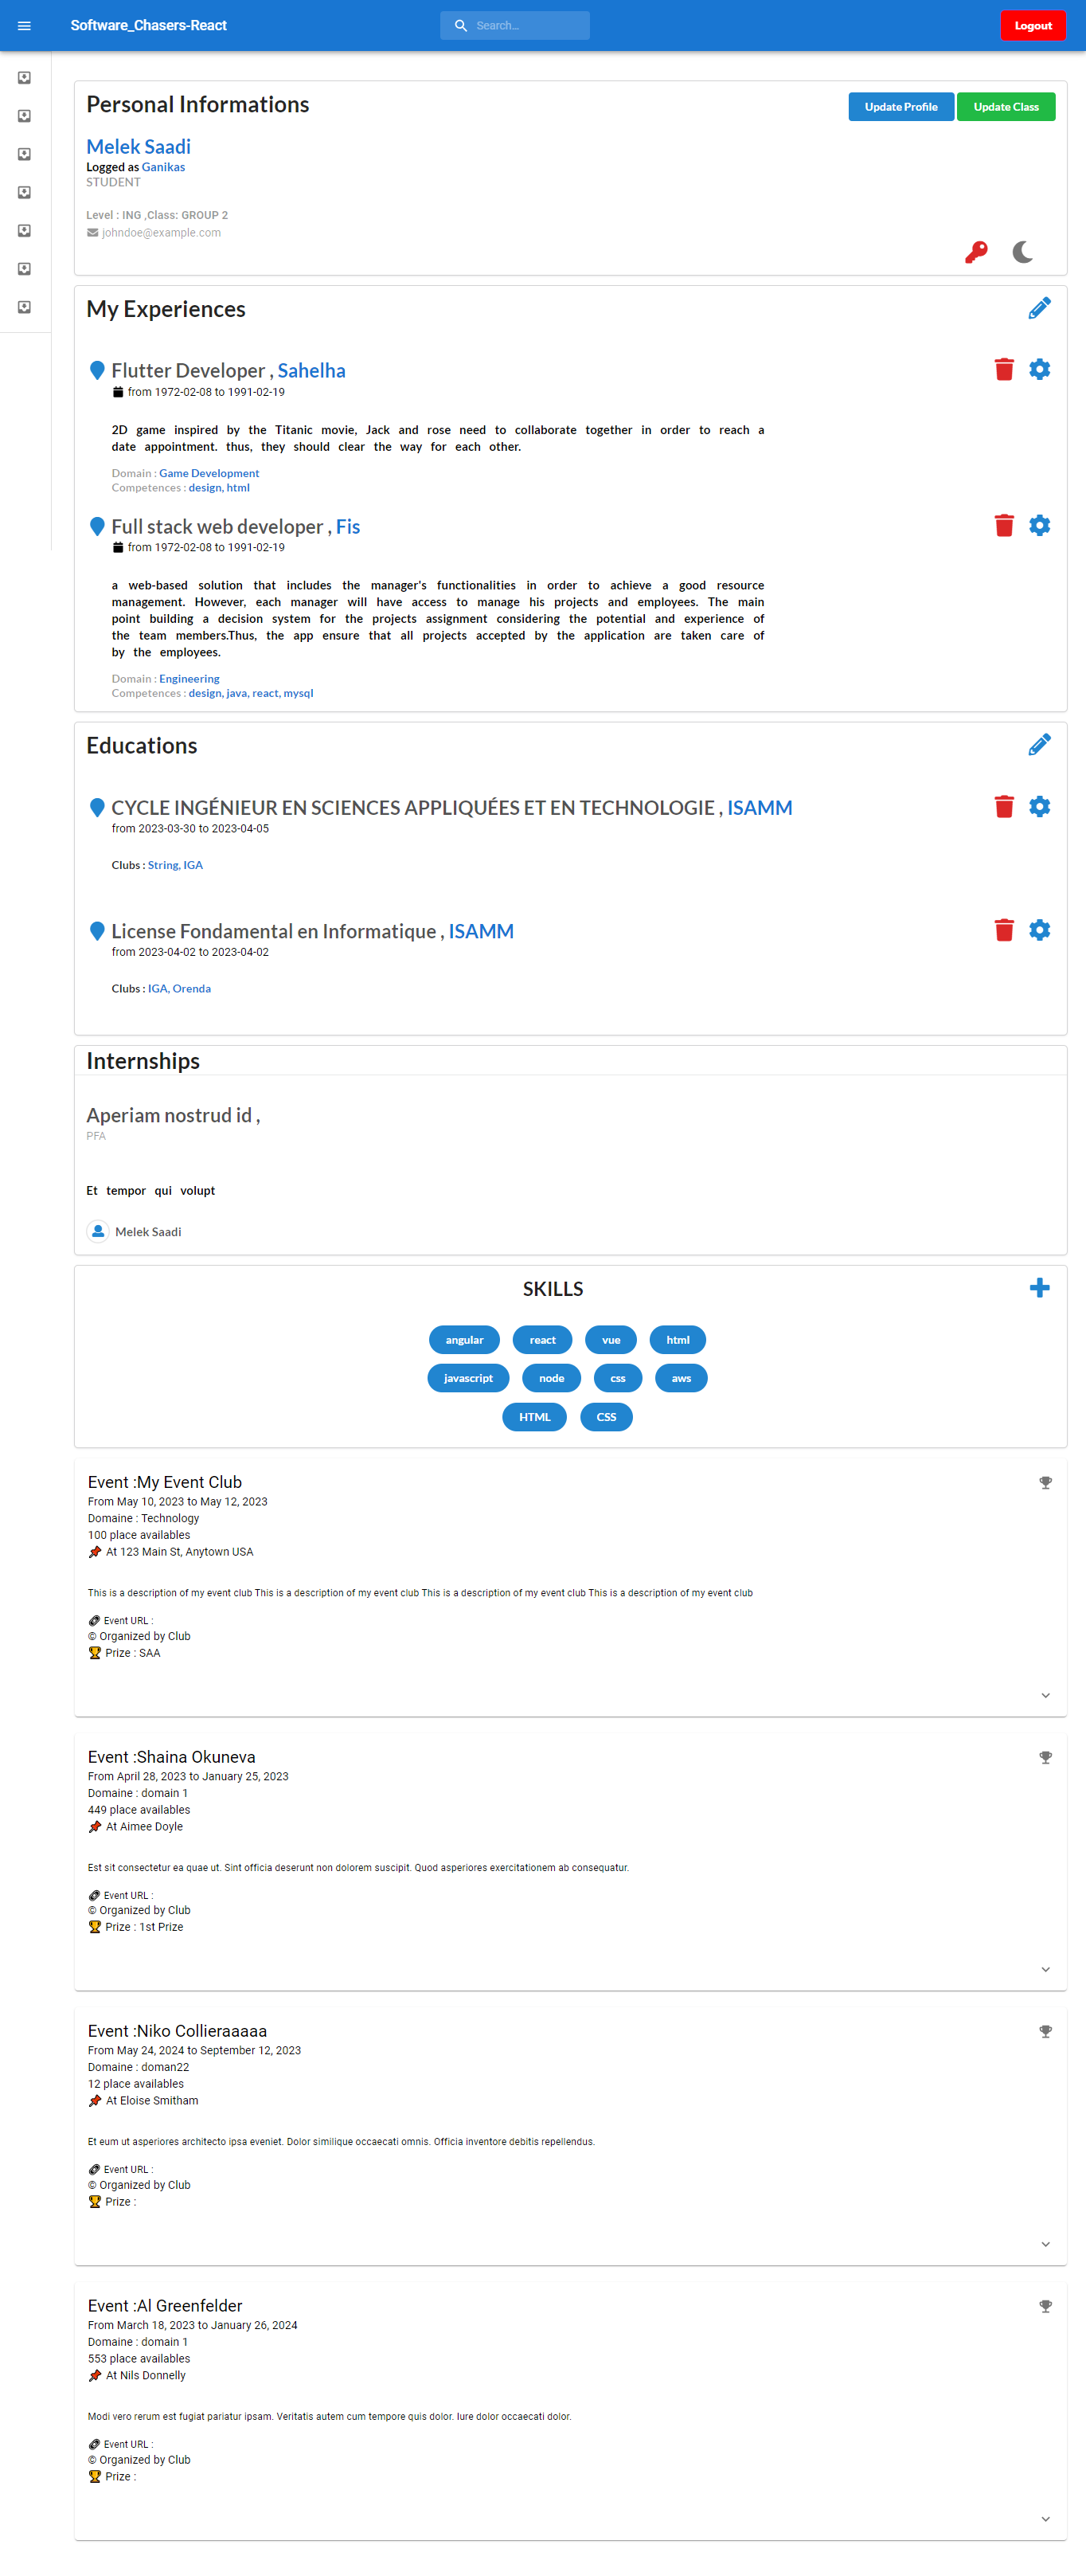 Software_Chasers-React
Search…
Logout
Personal Informations
Update Profile
Update Class
Melek Saadi
Logged as Ganikas
STUDENT
Level : ING ,Class: GROUP 2
johndoe@example.com
My Experiences
Flutter Developer , Sahelha
from 1972-02-08 to 1991-02-19
2D game inspired by the Titanic movie, Jack and rose need to collaborate together in order to reach a
date appointment. thus, they should clear the way for each other.
Domain : Game Development
Competences : design, html
Full stack web developer , Fis
from 1972-02-08 to 1991-02-19
a web-based solution that includes the manager's functionalities in order to achieve a good resource
management. However, each manager will have access to manage his projects and employees. The main
point building a decision system for the projects assignment considering the potential and experience of
the team members.Thus, the app ensure that all projects accepted by the application are taken care of
by the employees.
Domain : Engineering
Competences : design, java, react, mysql
Educations
CYCLE INGÉNIEUR EN SCIENCES APPLIQUÉES ET EN TECHNOLOGIE , ISAMM
from 2023-03-30 to 2023-04-05
Clubs : String, IGA
License Fondamental en Informatique , ISAMM
from 2023-04-02 to 2023-04-02
Clubs : IGA, Orenda
Internships
Aperiam nostrud id ,
PFA
Et tempor qui volupt
Melek Saadi
SKILLS
angular react vue html
javascript node css aws
HTML CSS
Event :My Event Club
From May 10, 2023 to May 12, 2023
Domaine : Technology
100 place availables
📌 At 123 Main St, Anytown USA
This is a description of my event club This is a description of my event club This is a description of my event club This is a description of my event club
Event URL :
© Organized by Club
🏆 Prize : SAA
Event :Shaina Okuneva
From April 28, 2023 to January 25, 2023
Domaine : domain 1
449 place availables
📌 At Aimee Doyle
Est sit consectetur ea quae ut. Sint officia deserunt non dolorem suscipit. Quod asperiores exercitationem ab consequatur.
Event URL :
© Organized by Club
🏆 Prize : 1st Prize
Event :Niko Collieraaaaa
From May 24, 2024 to September 12, 2023
Domaine : doman22
12 place availables
📌 At Eloise Smitham
Et eum ut asperiores architecto ipsa eveniet. Dolor similique occaecati omnis. Officia inventore debitis repellendus.
Event URL :
© Organized by Club
🏆 Prize :
Event :Al Greenfelder
From March 18, 2023 to January 26, 2024
Domaine : domain 1
553 place availables
📌 At Nils Donnelly
Modi vero rerum est fugiat pariatur ipsam. Veritatis autem cum tempore quis dolor. Iure dolor occaecati dolor.
Event URL :
© Organized by Club
🏆 Prize :